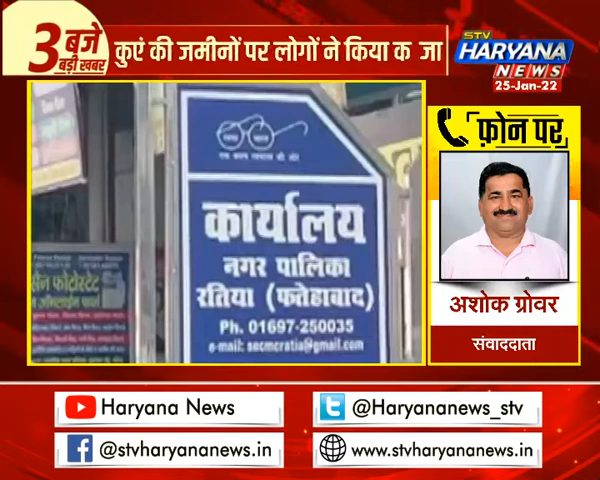 3 बजे
बड़ी खबर
कुएं की जमीनों पर लोगों ने किया क जा
STV
HARYANA
NEWS
25-Jan-22
कार्यालय
नगर पालिका
रतिया (फतेहाबाद)
Ph. 01697-250035
e-mail: secmcratia@gmail.com
फ़ोन पर
अशोक ग्रोवर
संवाददाता
Haryana News
@Haryananews_stv
@stvharyananews.in
www.stvharyananews.in